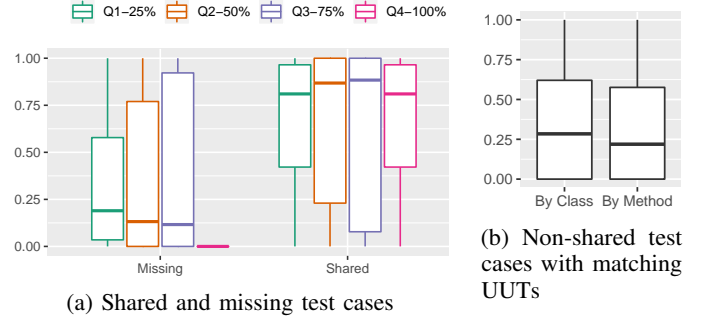 Q1−25% Q2−50% Q3−75% Q4−100%
1.00
0.75
0.50
0.25
0.00
Missing Shared
(a) Shared and missing test cases
1.00
0.75
0.50
0.25
0.00
By Class By Method
(b) Non-shared test
cases with matching
UUTs